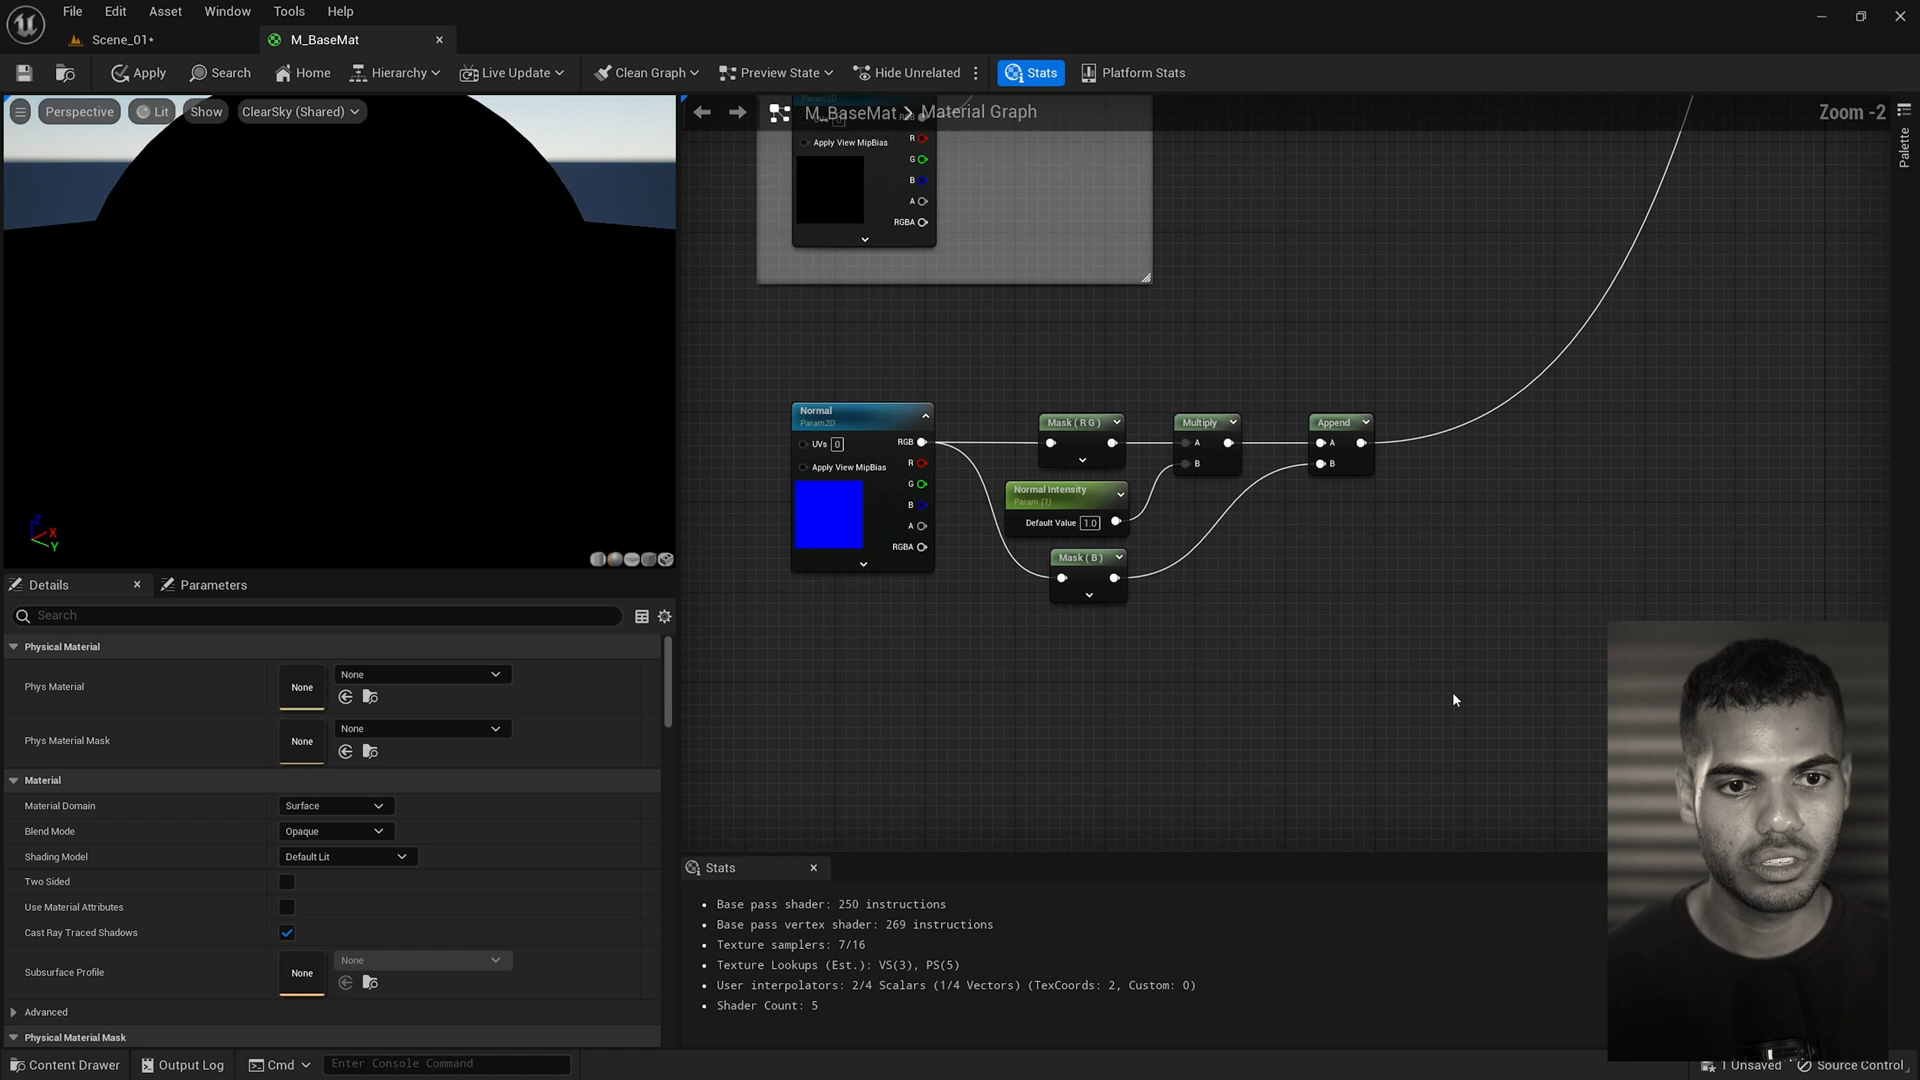 File Edit Asset Window Tools Help
Scene_01*
M_BaseMat
Apply Search Home Hierarchy Live Update Clean Graph Preview State Hide Unrelated Stats Platform Stats
Perspective Lit Show ClearSky (Shared)
M_BaseMat > Material Graph
Zoom -2
Palette
Param2D
Apply View MipBias
R
G
B
A
RGBA
Normal
Param2D
UVs 0
Apply View MipBias
RGB
R
G
B
A
RGBA
Mask ( R G )
Multiply
A
B
Append
A
B
Normal Intensity
Param (1)
Default Value 1.0
Mask ( B )
Z
X
Y
Details Parameters
Search
Physical Material
Phys Material None None
Phys Material Mask None None
Material
Material Domain Surface
Blend Mode Opaque
Shading Model Default Lit
Two Sided
Use Material Attributes
Cast Ray Traced Shadows
Subsurface Profile None None
Advanced
Physical Material Mask
Stats
Base pass shader: 250 instructions
Base pass vertex shader: 269 instructions
Texture samplers: 7/16
Texture Lookups (Est.): VS(3), PS(5)
User interpolators: 2/4 Scalars (1/4 Vectors) (TexCoords: 2, Custom: 0)
Shader Count: 5
Content Drawer Output Log Cmd Enter Console Command
1 Unsaved Source Control